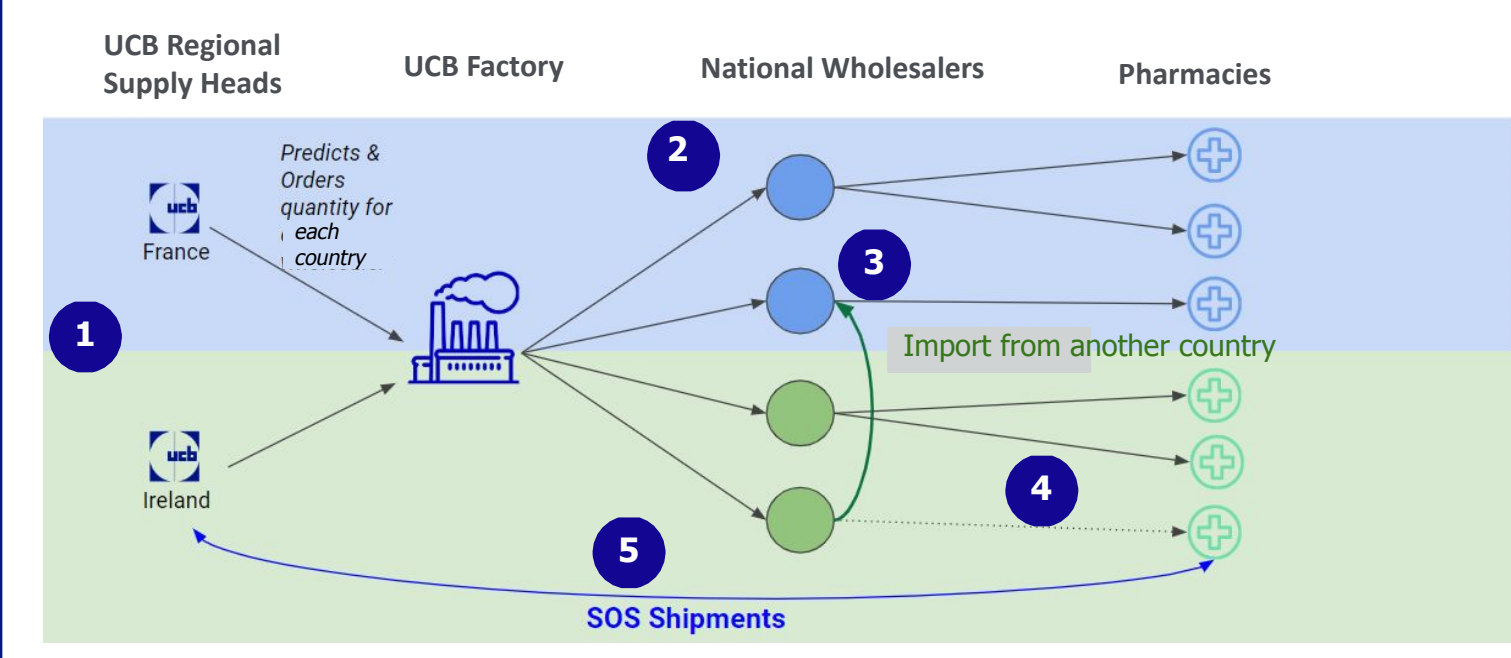 UCB Regional
Supply Heads
UCB Factory
National Wholesalers
Pharmacies
Predicts &
Orders
quantity for
each
country
2
ucb
France
3
1
Import from another country
ucb
Ireland
4
5
SOS Shipments